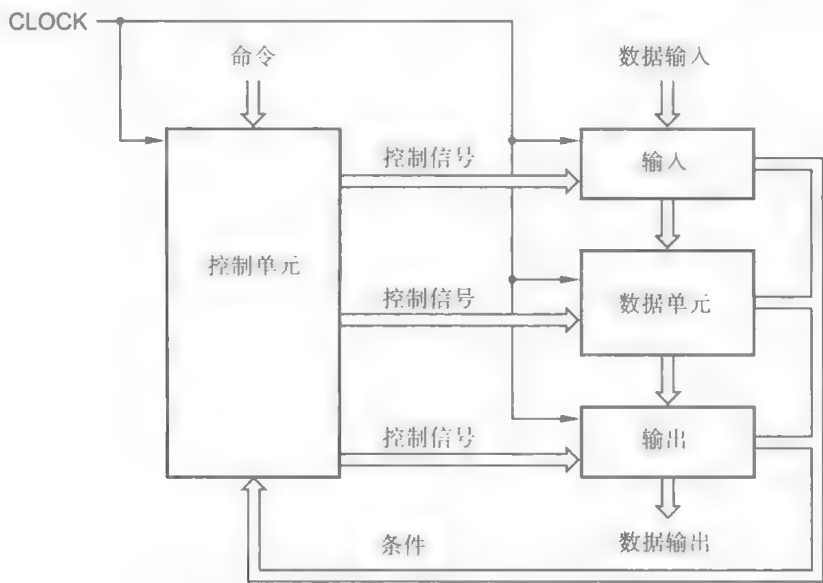 CLOCK
命令
数据输入
控制信号
输入
控制单元
控制信号
数据单元
控制信号
输出
条件
数据输出